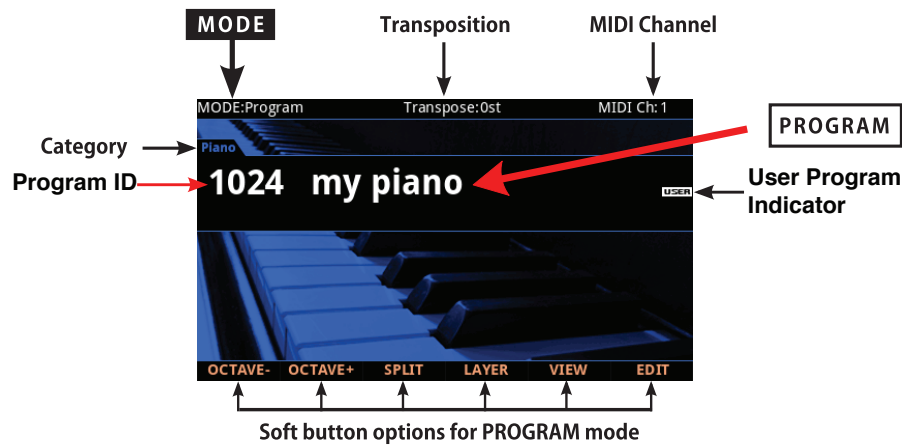 MODE
Transposition
MIDI Channel
MODE:Program
Transpose:0st
MIDI Ch: 1
PROGRAM
Category
Piano
Program ID
1024 my piano
USER
User Program
Indicator
OCTAVE- OCTAVE+ SPLIT LAYER VIEW EDIT
Soft button options for PROGRAM mode